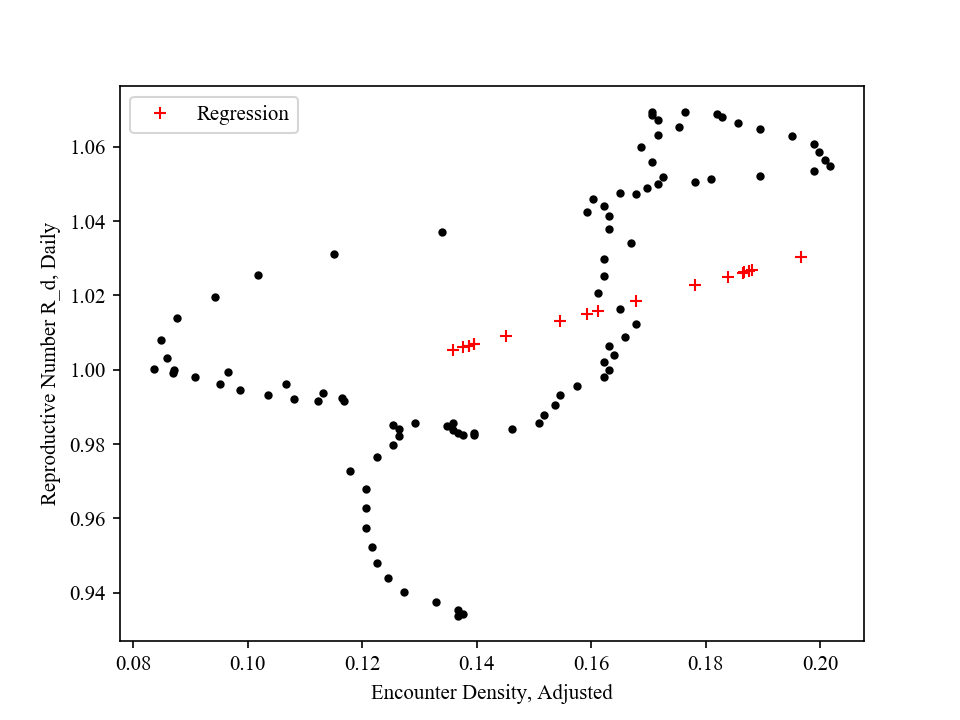 Regression
1.06
1.04
1.02
1.00
0.98
0.96
0.94
Reproductive Number R_d, Daily
0.08 0.10 0.12 0.14 0.16 0.18 0.20
Encounter Density, Adjusted